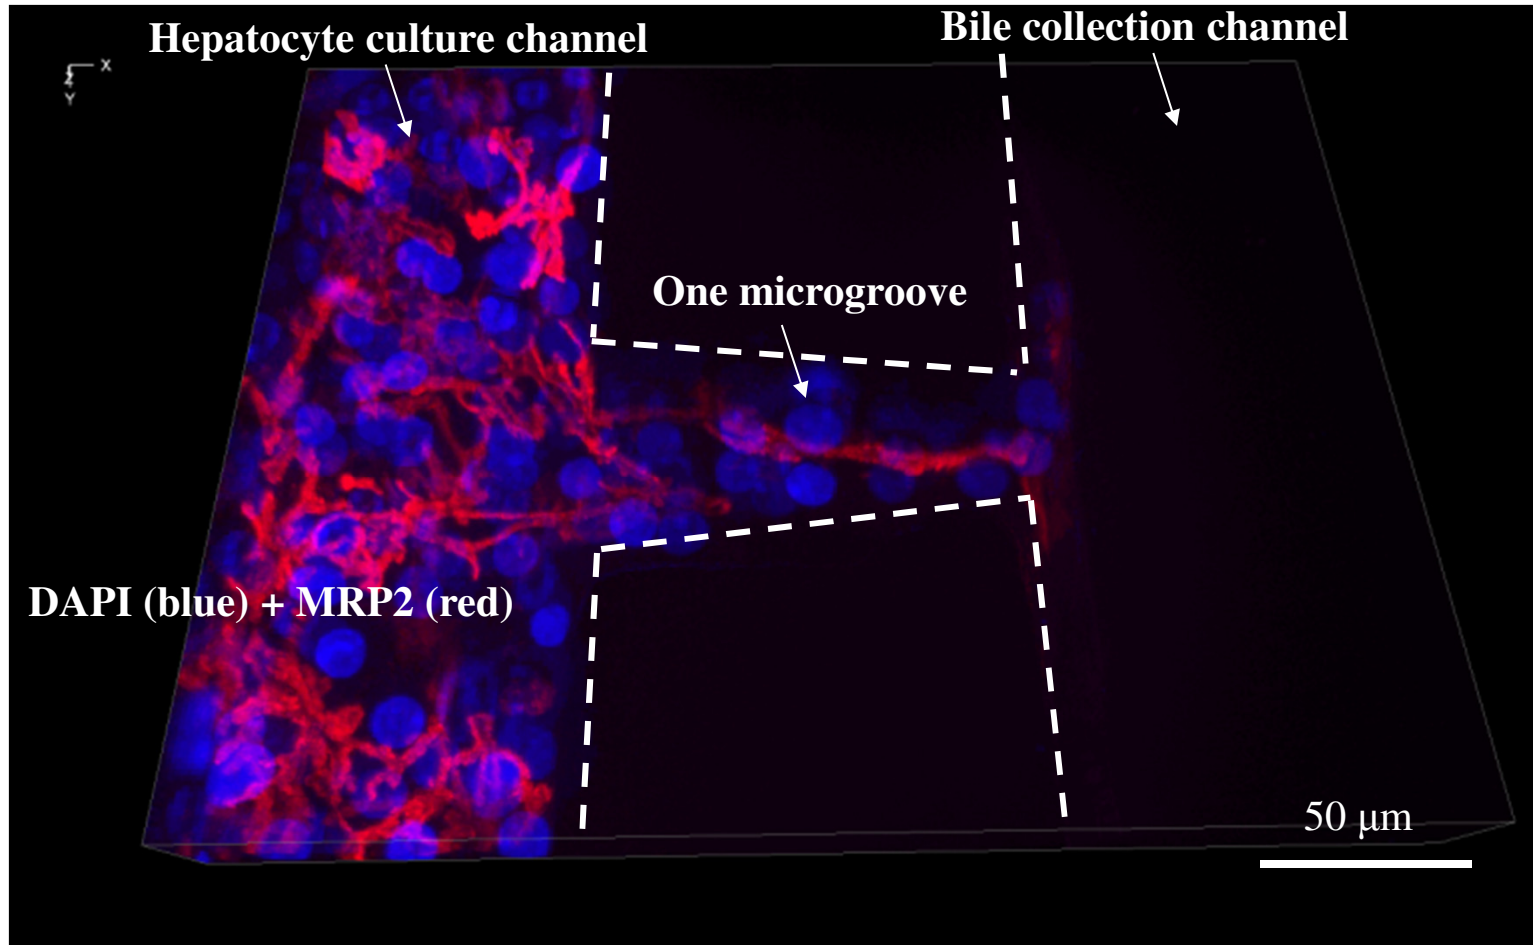 Hepatocyte culture channel
Bile collection channel
X
Z
Y
One microgroove
DAPI (blue) + MRP2 (red)
50 μm